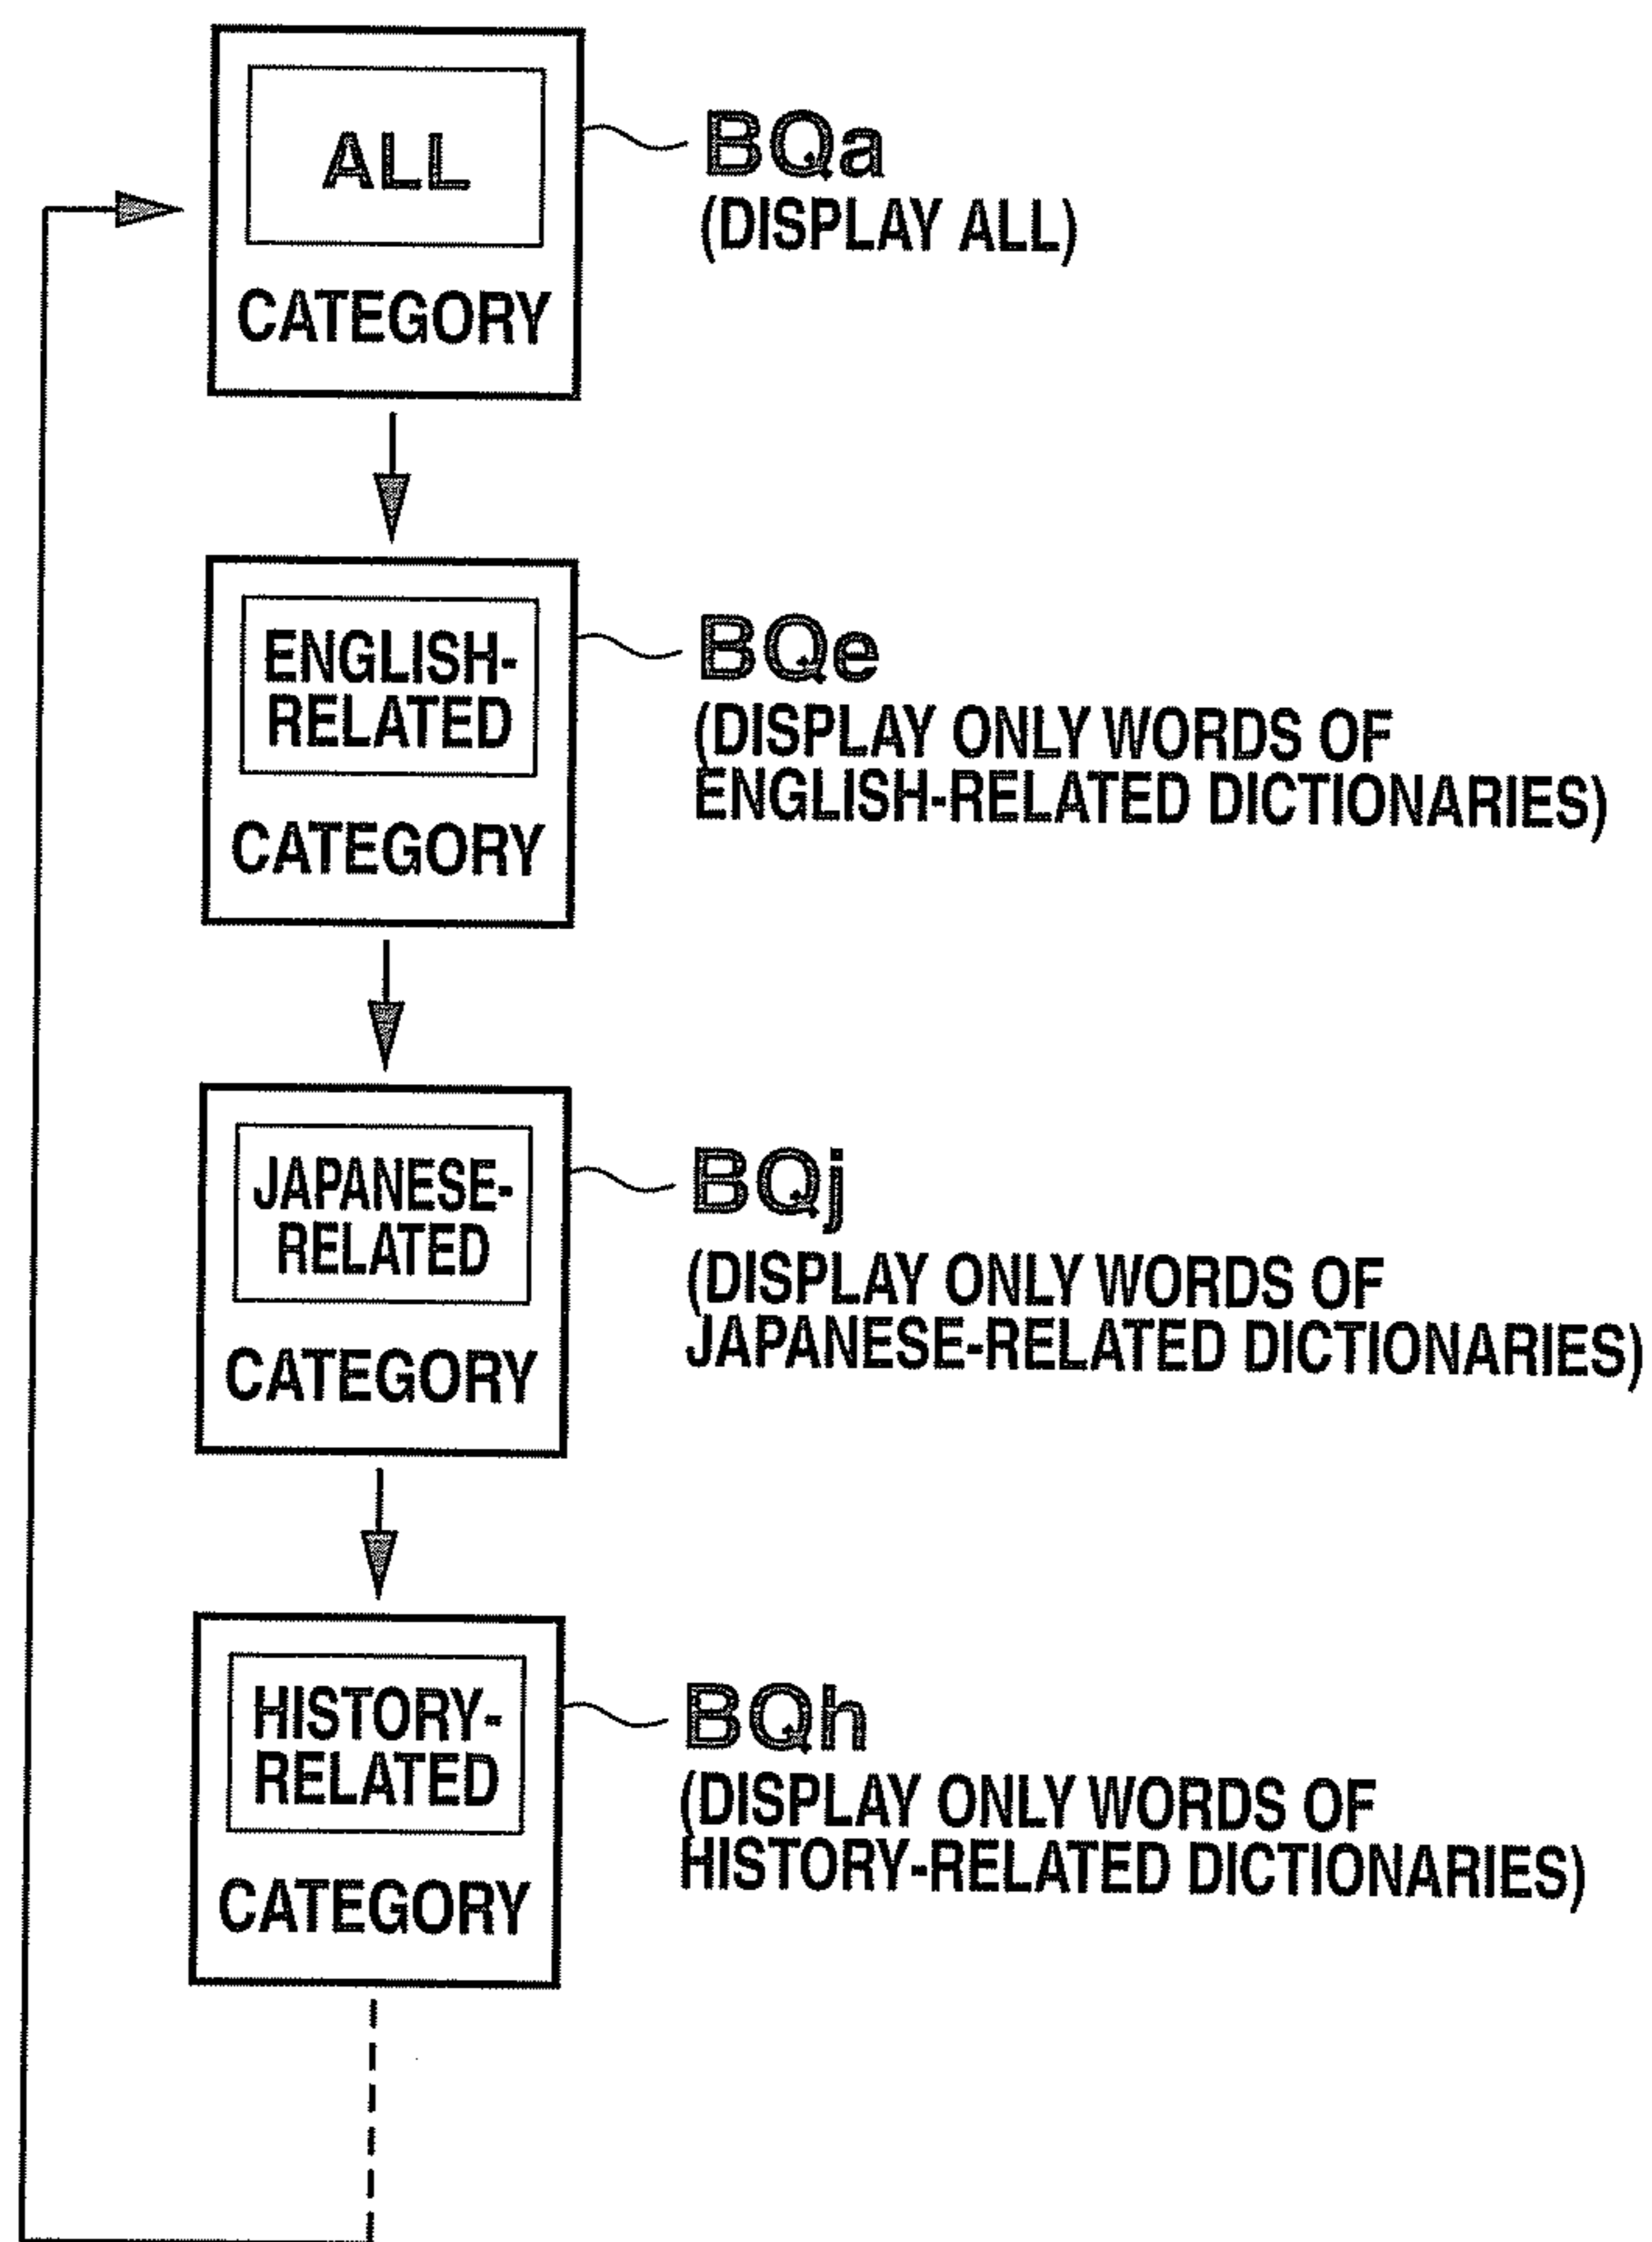 ALL
CATEGORY
BQa
(DISPLAY ALL)
ENGLISH-
RELATED
CATEGORY
BQe
(DISPLAY ONLY WORDS OF
ENGLISH-RELATED DICTIONARIES)
JAPANESE-
RELATED
CATEGORY
BQj
(DISPLAY ONLY WORDS OF
JAPANESE-RELATED DICTIONARIES)
HISTORY-
RELATED
CATEGORY
BQh
(DISPLAY ONLY WORDS OF
HISTORY-RELATED DICTIONARIES)